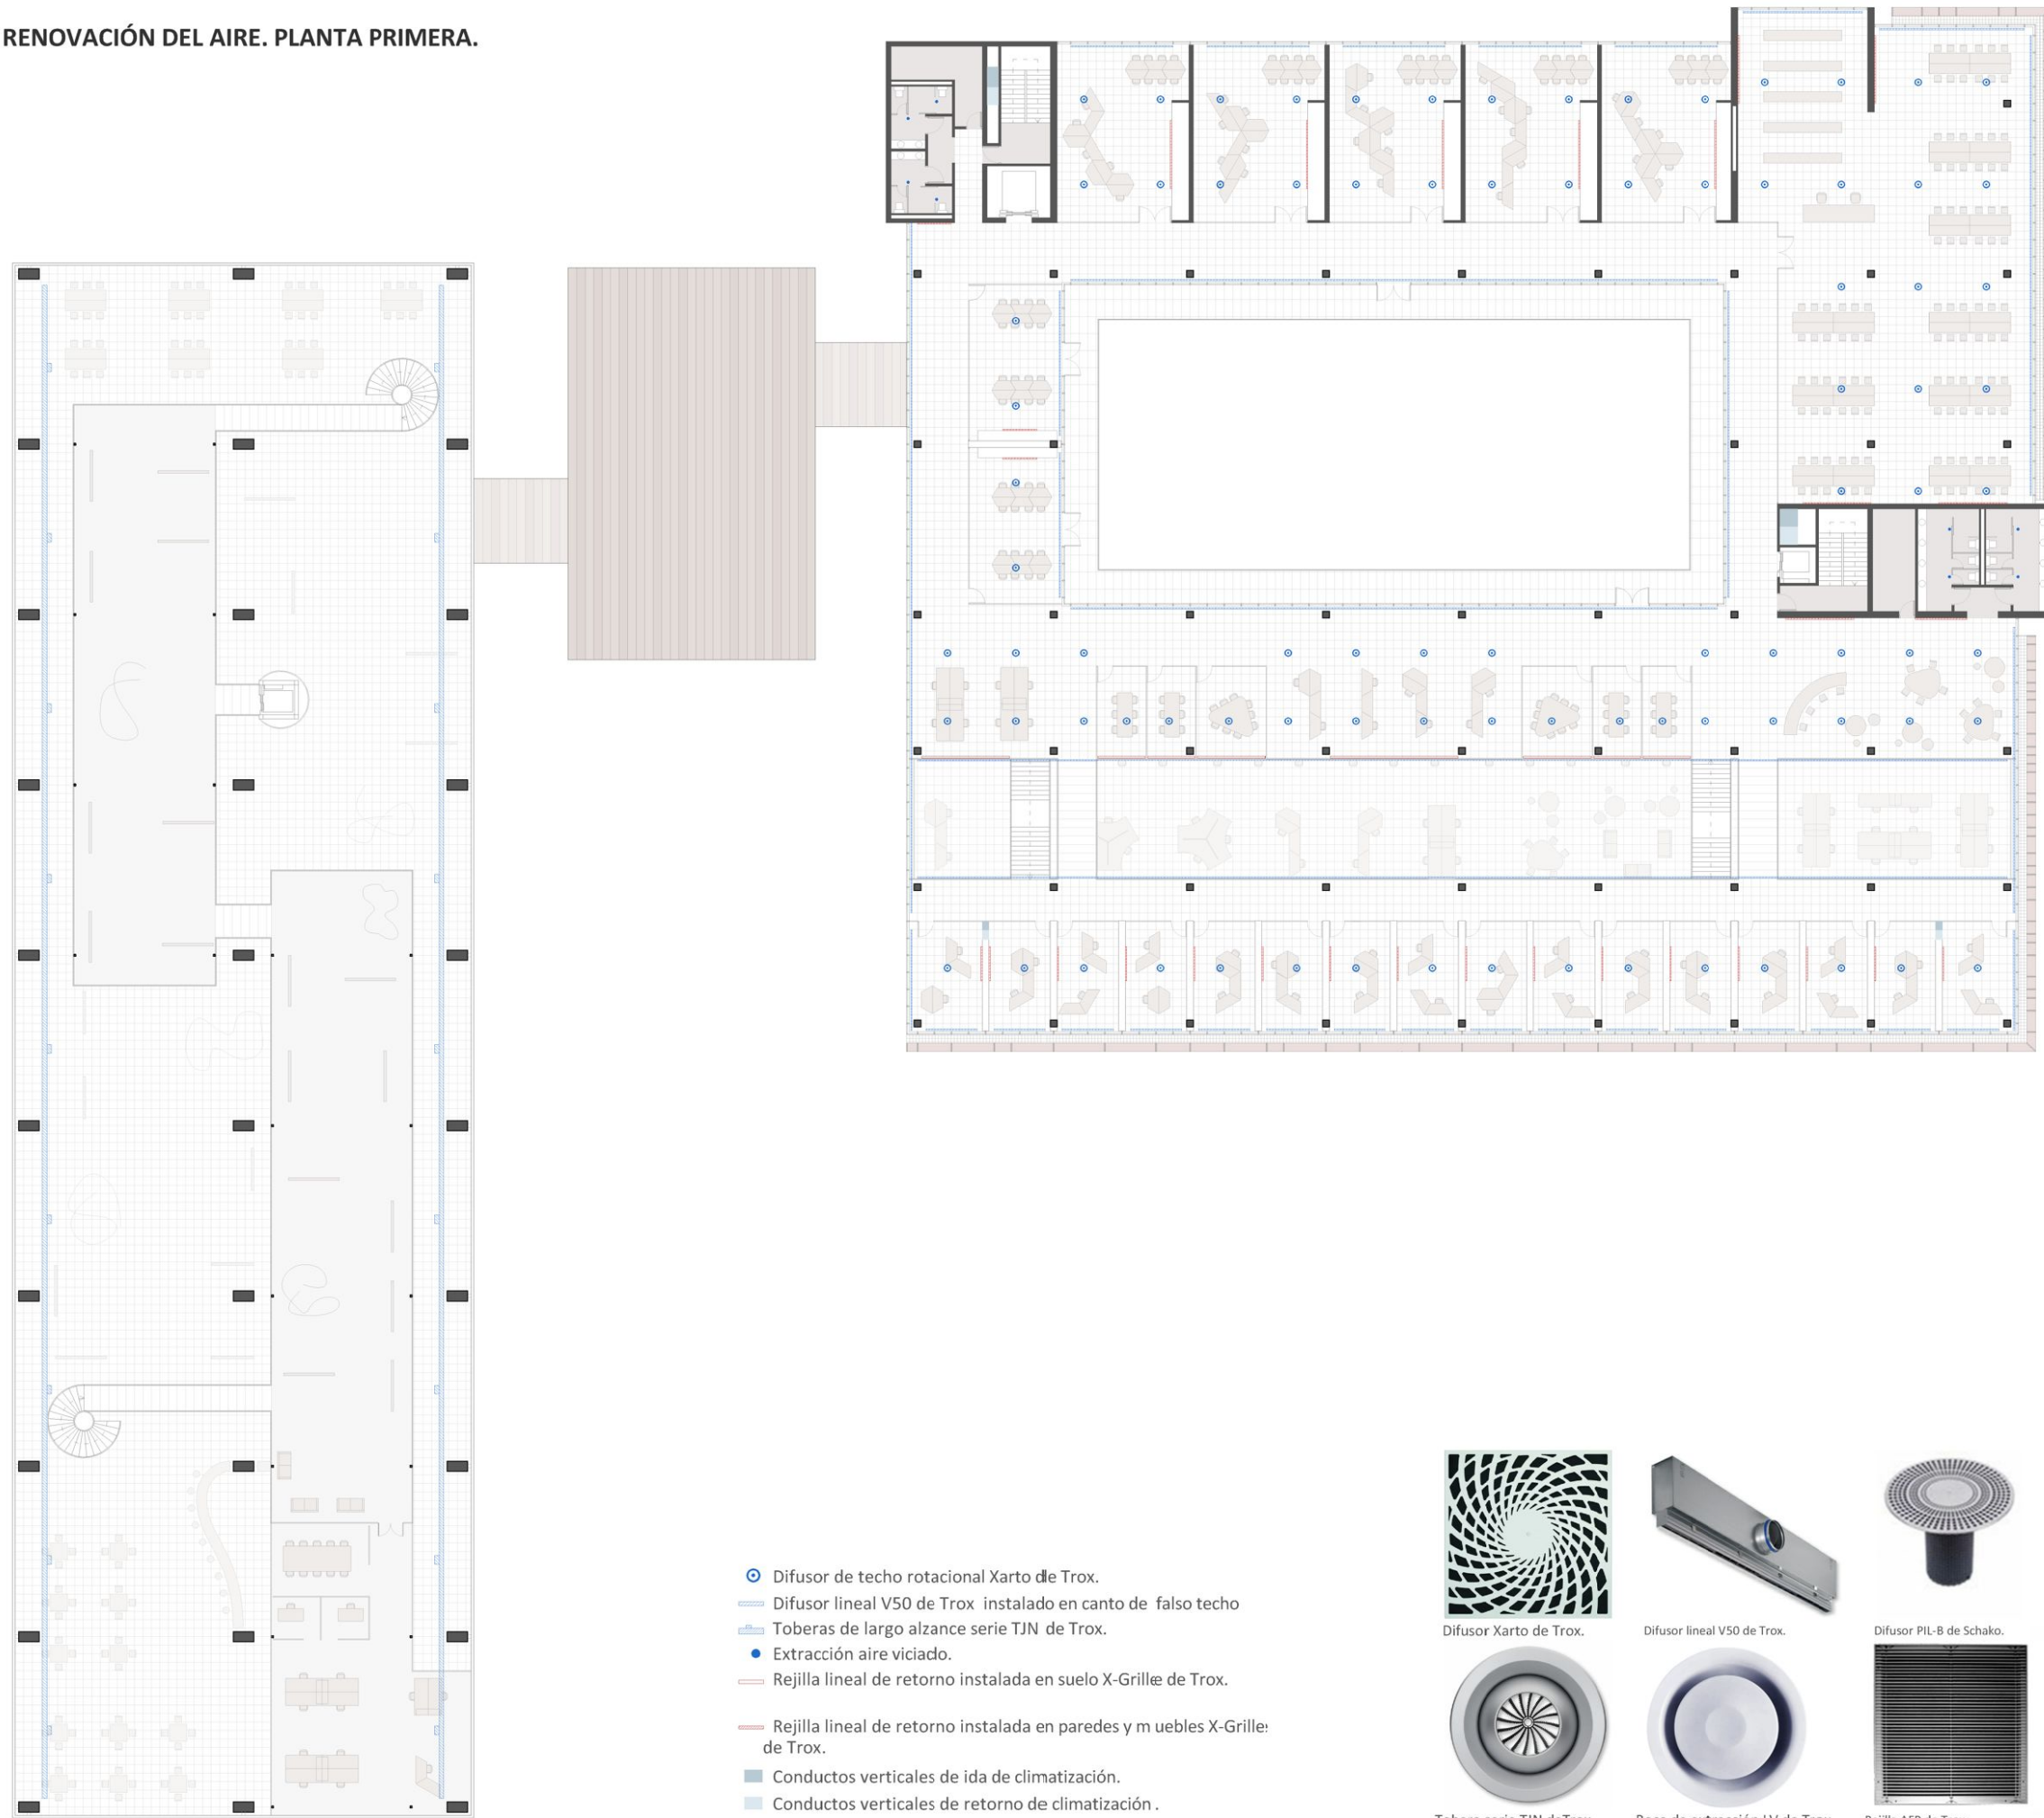 RENOVACIÓN DEL AIRE. PLANTA PRIMERA.
Difusor de techo rotacional Xarto de Trox.
Difusor lineal V50 de Trox instalado en canto de falso techo
Toberas de largo alzance serie TJN de Trox.
Extracción aire viciado.
Rejilla lineal de retorno instalada en suelo X-Grille de Trox.
Rejilla lineal de retorno instalada en paredes y m uebles X-Grilles
de Trox.
Conductos verticales de ida de climatización.
Conductos verticales de retorno de climatización .
Difusor Xarto de Trox.
Difusor lineal V50 de Trox.
Difusor PIL-B de Schako.